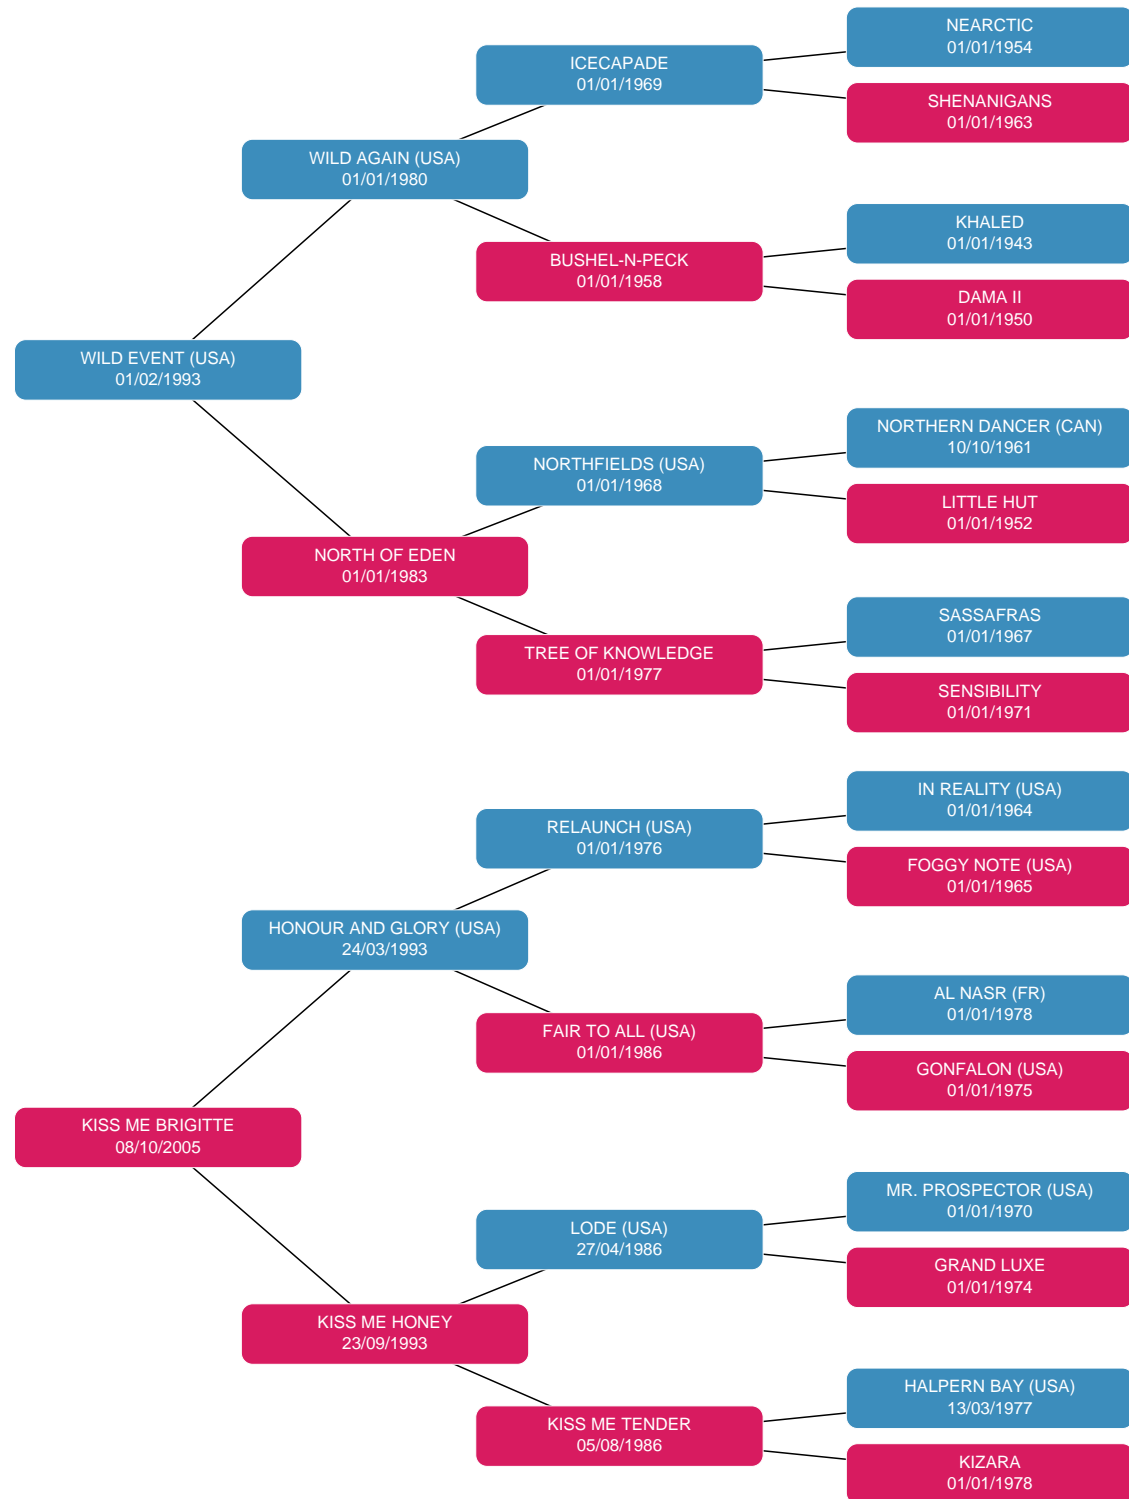 NEARCTIC
01/01/1954
ICECAPADE
01/01/1969
SHENANIGANS
01/01/1963
WILD AGAIN (USA)
01/01/1980
KHALED
01/01/1943
BUSHEL-N-PECK
01/01/1958
DAMA II
01/01/1950
WILD EVENT (USA)
01/02/1993
NORTHERN DANCER (CAN)
10/10/1961
NORTHFIELDS (USA)
01/01/1968
LITTLE HUT
01/01/1952
NORTH OF EDEN
01/01/1983
SASSAFRAS
01/01/1967
TREE OF KNOWLEDGE
01/01/1977
SENSIBILITY
01/01/1971
IN REALITY (USA)
01/01/1964
RELAUNCH (USA)
01/01/1976
FOGGY NOTE (USA)
01/01/1965
HONOUR AND GLORY (USA)
24/03/1993
AL NASR (FR)
01/01/1978
FAIR TO ALL (USA)
01/01/1986
GONFALON (USA)
01/01/1975
KISS ME BRIGITTE
08/10/2005
MR. PROSPECTOR (USA)
01/01/1970
LODE (USA)
27/04/1986
GRAND LUXE
01/01/1974
KISS ME HONEY
23/09/1993
HALPERN BAY (USA)
13/03/1977
KISS ME TENDER
05/08/1986
KIZARA
01/01/1978